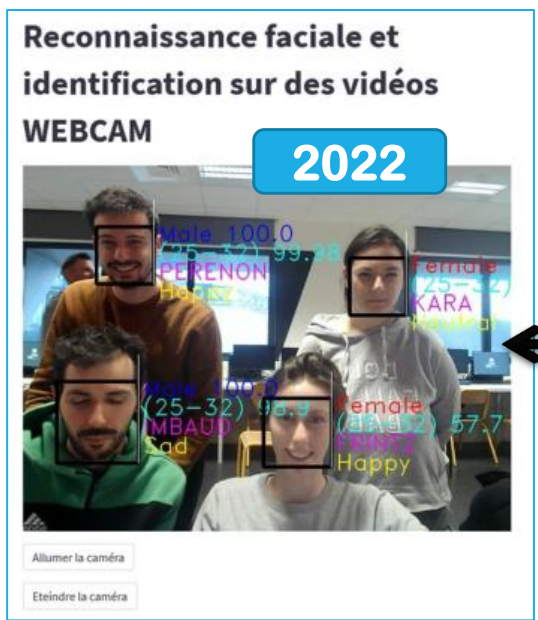 Reconnaissance faciale et
identification sur des vidéos
WEBCAM
2022
Male 100.0
(25-32) 99.98
PERENON
Happy
Female
(25-32)
KARA
Neutral
Male 100.0
(25-32) 98.9
IMBAUD
Sad
Female
57.7
Happy
Allumer la caméra
Eteindre la caméra